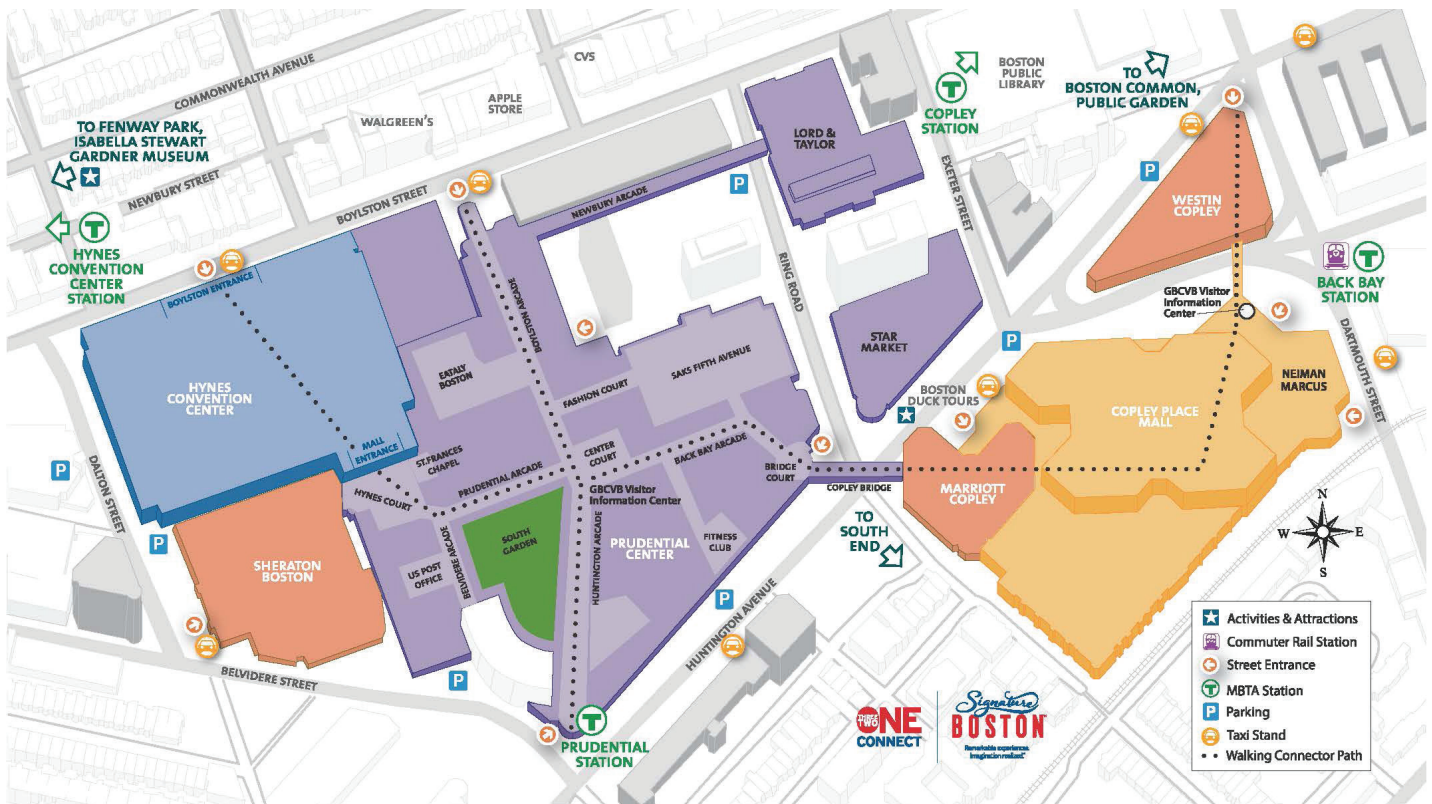 COMMONWEALTH AVENUE
CVS
APPLE
STORE
WALGREEN'S
TO FENWAY PARK,
ISABELLA STEWART
GARDNER MUSEUM
NEWBURY STREET
BOYLSTON STREET
T
HYNES
CONVENTION
CENTER
STATION
BOYLSTON ENTRANCE
HYNES
CONVENTION
CENTER
MALL
ENTRANCE
P
DALTON STREET
P
SHERATON
BOSTON
BELVIDERE STREET
P
NEWBURY ARCADE
P
LORD &
TAYLOR
T
COPLEY
STATION
BOSTON
PUBLIC
LIBRARY
TO
BOSTON COMMON,
PUBLIC GARDEN
EXETER STREET
P
WESTIN
COPLEY
T
BACK BAY
STATION
GBCVB Visitor
Information
Center
DARTMOUTH STREET
RING ROAD
BOYLSTON ARCADE
EATALY
BOSTON
FASHION COURT
SAKS FIFTH AVENUE
STAR
MARKET
P
BOSTON
DUCK TOURS
COPLEY PLACE
MALL
NEIMAN
MARCUS
ST.FRANCES
CHAPEL
HYNES COURT
PRUDENTIAL ARCADE
CENTER
COURT
BACK BAY ARCADE
BRIDGE
COURT
COPLEY BRIDGE
MARRIOTT
COPLEY
GBCVB Visitor
Information Center
SOUTH
GARDEN
US POST
OFFICE
BELVIDERE ARCADE
HUNTINGTON ARCADE
PRUDENTIAL
CENTER
FITNESS
CLUB
TO
SOUTH
END
P
HUNTINGTON AVENUE
T
PRUDENTIAL
STATION
THREE
TWO
ONE
CONNECT
Signature
BOSTON
Remarkable experiences.
Imagination realized.
N
W
E
S
Activities & Attractions
Commuter Rail Station
Street Entrance
T
MBTA Station
P
Parking
Taxi Stand
Walking Connector Path